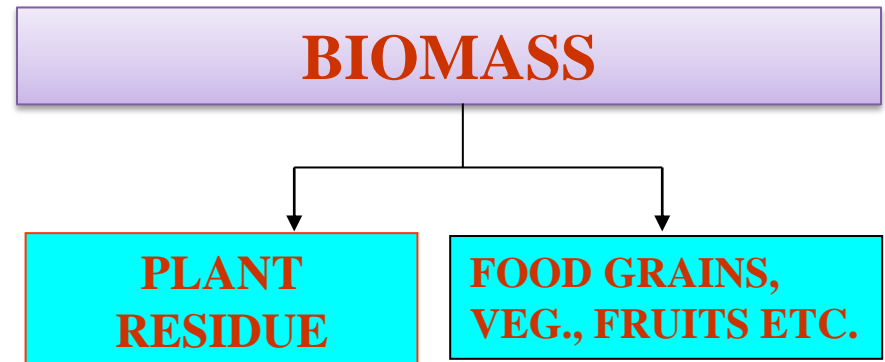 BIOMASS
PLANT
RESIDUE
FOOD GRAINS,
VEG., FRUITS ETC.